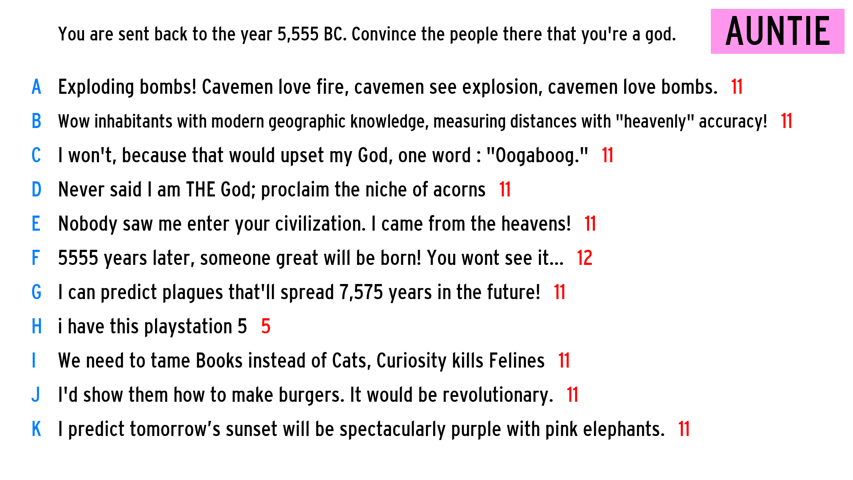 You are sent back to the year 5,555 BC. Convince the people there that you're a god.
AUNTIE
A Exploding bombs! Cavemen love fire, cavemen see explosion, cavemen love bombs. 11
B Wow inhabitants with modern geographic knowledge, measuring distances with "heavenly" accuracy! 11
C I won't, because that would upset my God, one word : "Oogaboog." 11
D Never said I am THE God; proclaim the niche of acorns 11
E Nobody saw me enter your civilization. I came from the heavens! 11
F 5555 years later, someone great will be born! You wont see it... 12
G I can predict plagues that'll spread 7,575 years in the future! 11
H i have this playstation 5 5
I We need to tame Books instead of Cats, Curiosity kills Felines 11
J I'd show them how to make burgers. It would be revolutionary. 11
K I predict tomorrow’s sunset will be spectacularly purple with pink elephants. 11